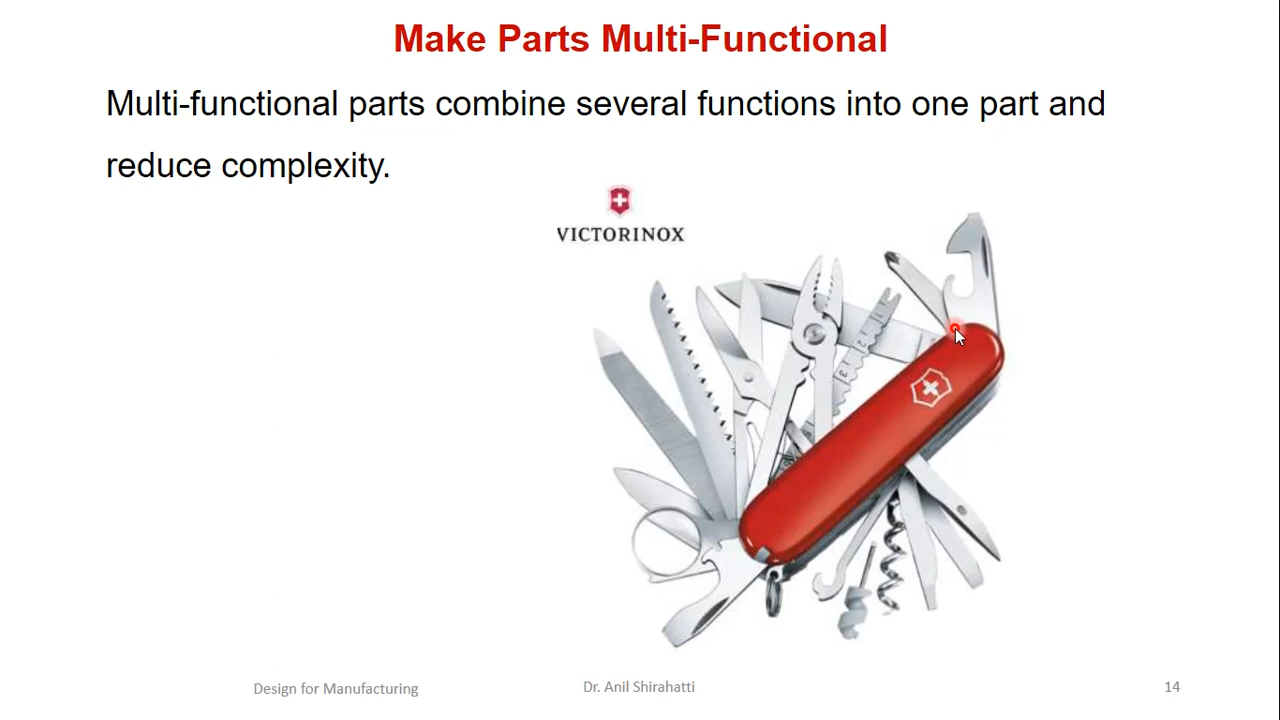 Make Parts Multi-Functional
Multi-functional parts combine several functions into one part and
reduce complexity.
VICTORINOX
Design for Manufacturing
Dr. Anil Shirahatti
14